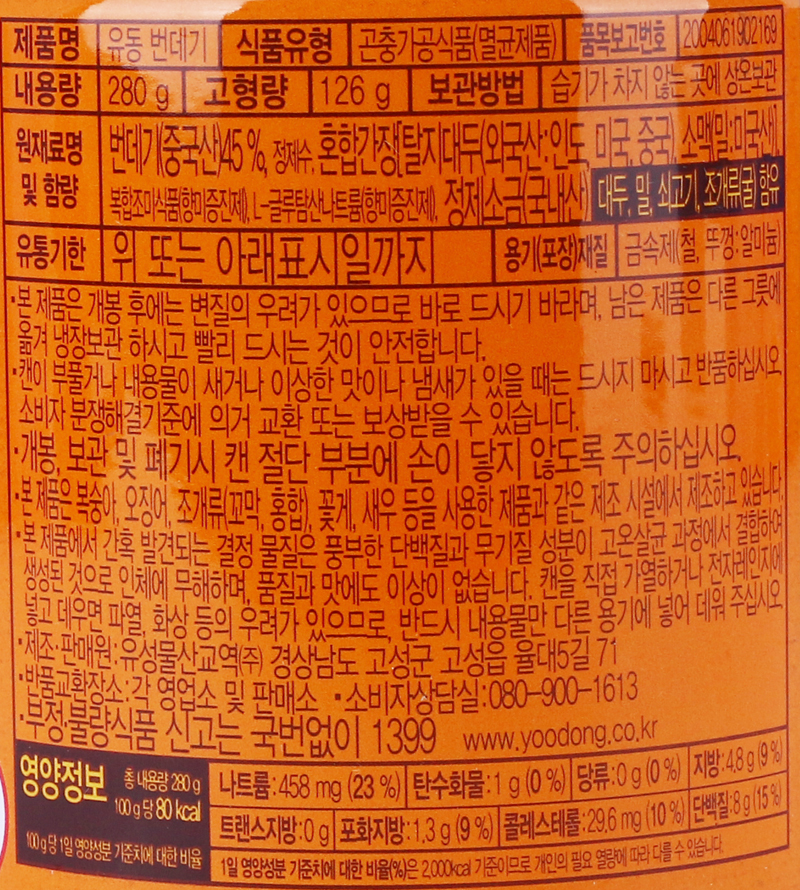 제품명 유동 번데기 식품유형 곤충가공식품(멸균제품) 품목보고번호 2004061902169
내용량 280 g 고형량 126 g 보관방법 습기가 차지 않는 곳에 상온보관
원재료명 및 함량 번데기(중국산)45 %, 정제수, 혼합간장[탈지대두(외국산:인도, 미국, 중국), 소맥(밀:미국산)],
복합조미식품(향미증진제), L-글루탐산나트륨(향미증진제), 정제소금(국내산) 대두, 밀, 쇠고기, 조개류(굴) 함유
유통기한 위 또는 아래표시일까지 용기(포장)재질 금속제(철, 뚜껑:알미늄)
•본 제품은 개봉 후에는 변질의 우려가 있으므로 바로 드시기 바라며, 남은 제품은 다른 그릇에
옮겨 냉장보관 하시고 빨리 드시는 것이 안전합니다.
•캔이 부풀거나 내용물이 새거나 이상한 맛이나 냄새가 있을 때는 드시지 마시고 반품하십시오.
소비자 분쟁해결기준에 의거 교환 또는 보상받을 수 있습니다.
•개봉, 보관 및 폐기시 캔 절단 부분에 손이 닿지 않도록 주의하십시오.
•본 제품은 복숭아, 오징어, 조개류(꼬막, 홍합), 꽃게, 새우 등을 사용한 제품과 같은 제조 시설에서 제조하고 있습니다.
•본 제품에서 간혹 발견되는 결정 물질은 풍부한 단백질과 무기질 성분이 고온살균 과정에서 결합하여
생성된 것으로 인체에 무해하며, 품질과 맛에도 이상이 없습니다. 캔을 직접 가열하거나 전자레인지에
넣고 데우면 파열, 화상 등의 우려가 있으므로, 반드시 내용물만 다른 용기에 넣어 데워 주십시오.
•제조·판매원:유성물산교역(주) 경상남도 고성군 고성읍 율대5길 71
•반품교환장소:각 영업소 및 판매소 •소비자상담실:080-900-1613
•부정·불량식품 신고는 국번없이 1399 www.yoodong.co.kr
영양정보 총 내용량 280 g
100 g 당 80 kcal
100 g 당 1일 영양성분 기준치에 대한 비율
나트륨:458 mg (23 %) 탄수화물:1 g (0 %) 당류:0 g (0 %) 지방:4.8 g (9 %)
트랜스지방:0 g 포화지방:1.3 g (9 %) 콜레스테롤:29.6 mg (10 %) 단백질:8 g (15 %)
1일 영양성분 기준치에 대한 비율(%)은 2,000kcal 기준이므로 개인의 필요 열량에 따라 다를 수 있습니다.